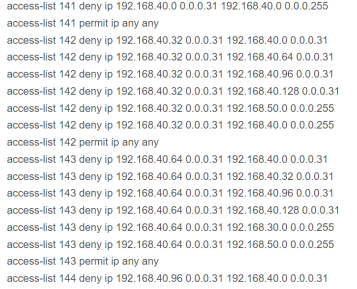 access-list 141 deny ip 192.168.40.0 0.0.0.31 192.168.40.0 0.0.0.255
access-list 141 permit ip any any
access-list 142 deny ip 192.168.40.32 0.0.0.31 192.168.40.0 0.0.0.31
access-list 142 deny ip 192.168.40.32 0.0.0.31 192.168.40.64 0.0.0.31
access-list 142 deny ip 192.168.40.32 0.0.0.31 192.168.40.96 0.0.0.31
access-list 142 deny ip 192.168.40.32 0.0.0.31 192.168.40.128 0.0.0.31
access-list 142 deny ip 192.168.40.32 0.0.0.31 192.168.50.0 0.0.0.255
access-list 142 deny ip 192.168.40.32 0.0.0.31 192.168.40.0 0.0.0.255
access-list 142 permit ip any any
access-list 143 deny ip 192.168.40.64 0.0.0.31 192.168.40.0 0.0.0.31
access-list 143 deny ip 192.168.40.64 0.0.0.31 192.168.40.32 0.0.0.31
access-list 143 deny ip 192.168.40.64 0.0.0.31 192.168.40.96 0.0.0.31
access-list 143 deny ip 192.168.40.64 0.0.0.31 192.168.40.128 0.0.0.31
access-list 143 deny ip 192.168.40.64 0.0.0.31 192.168.30.0 0.0.0.255
access-list 143 deny ip 192.168.40.64 0.0.0.31 192.168.50.0 0.0.0.255
access-list 143 permit ip any any
access-list 144 deny ip 192.168.40.96 0.0.0.31 192.168.40.0 0.0.0.31